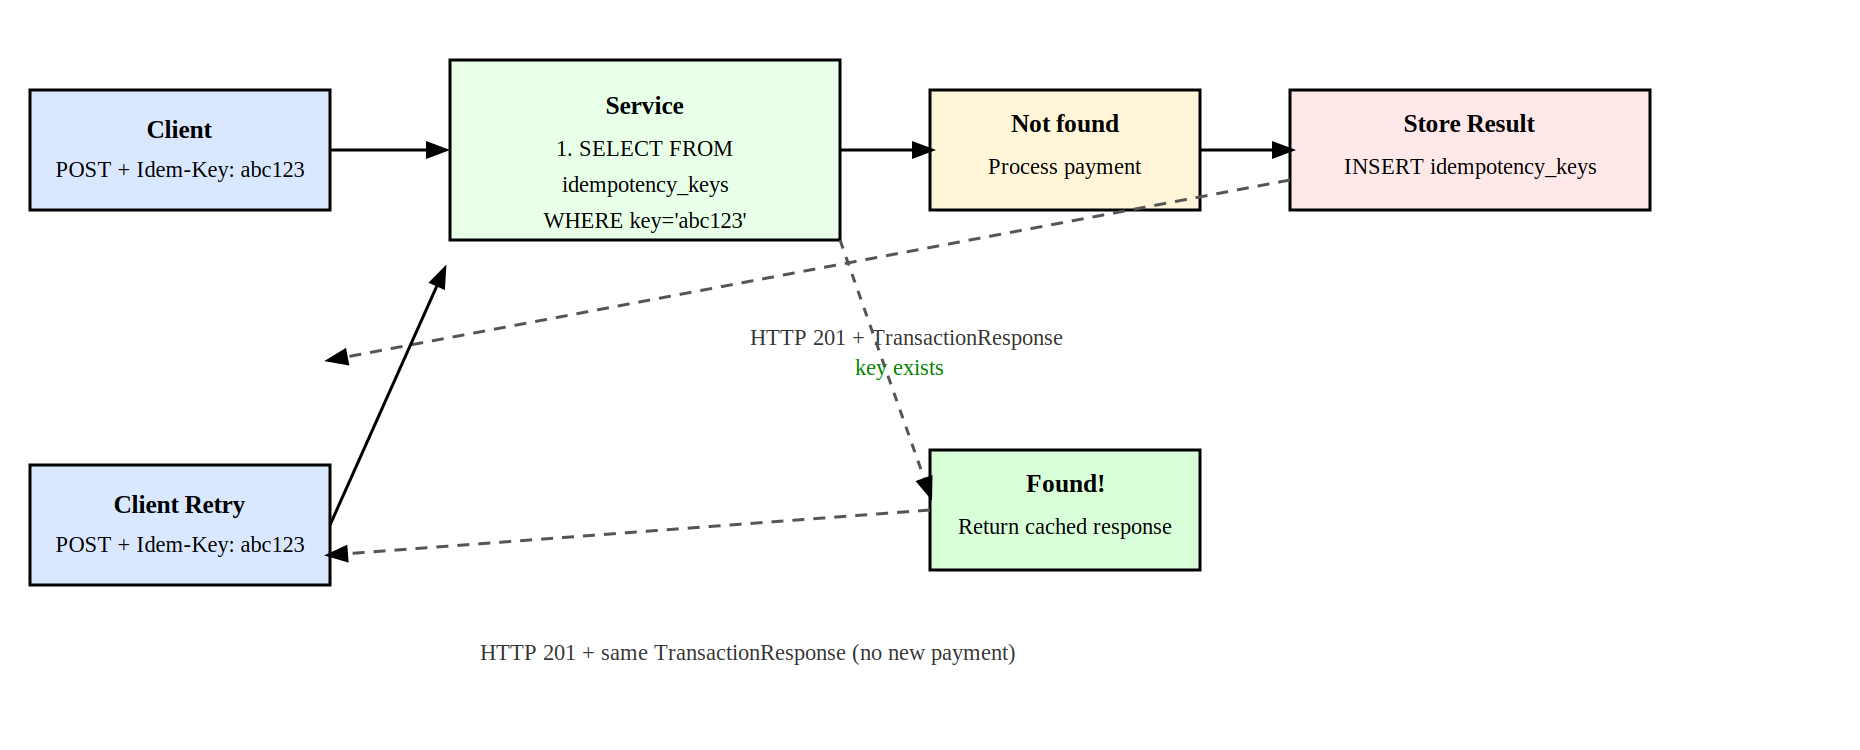 Client
POST + Idem-Key: abc123
Service
1. SELECT FROM
idempotency_keys
WHERE key='abc123'
Not found
Process payment
Store Result
INSERT idempotency_keys
HTTP 201 + TransactionResponse
key exists
Client Retry
POST + Idem-Key: abc123
Found!
Return cached response
HTTP 201 + same TransactionResponse (no new payment)